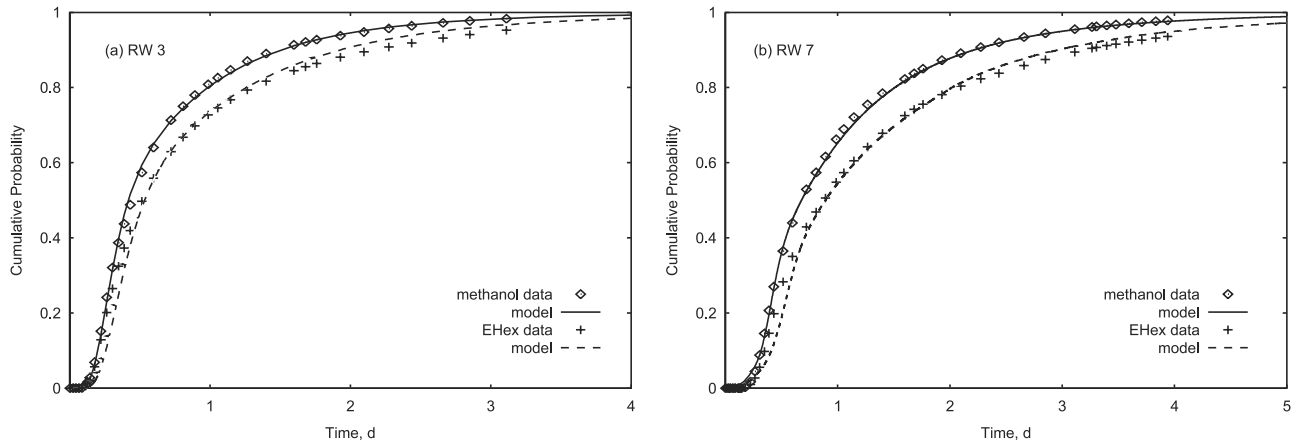 (a) RW 3
Cumulative Probability
1
0.8
0.6
0.4
0.2
0
methanol data
model
EHex data
model
1 2 3 4
Time, d
(b) RW 7
Cumulative Probability
1
0.8
0.6
0.4
0.2
0
methanol data
model
EHex data
model
1 2 3 4 5
Time, d